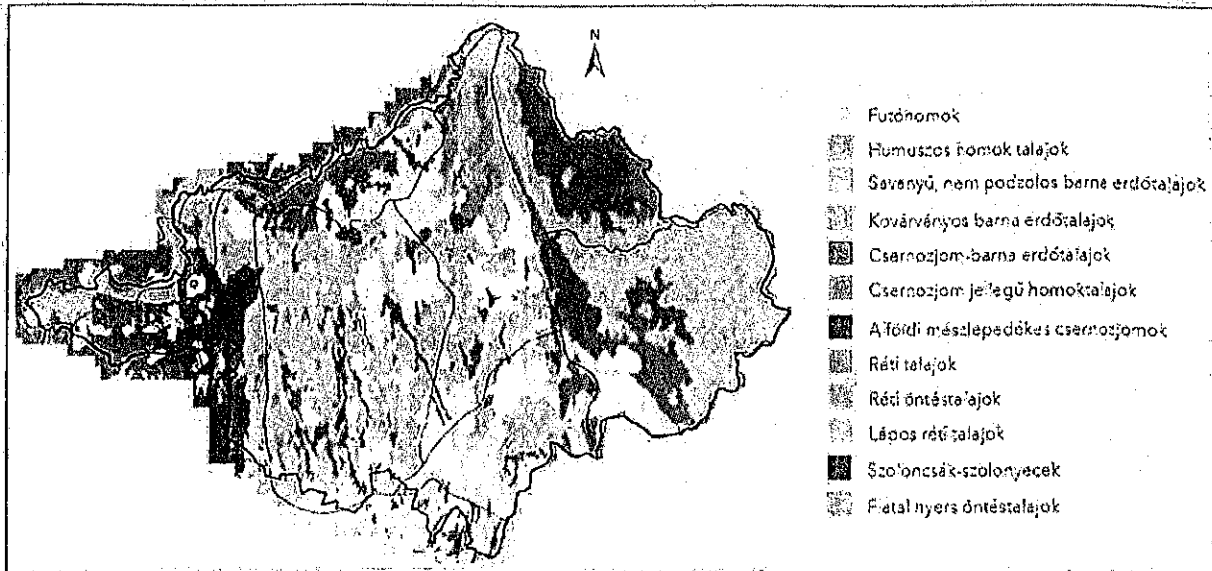 N
Futóhomok
Humuszos homok talajok
Savanyú, nem podzolos barna erdőtalajok
Kovárványos barna erdőtalajok
Csernozjom-barna erdőtalajok
Csernozjom jellegű homoktalajok
Alföldi mészlepedékes csernozjomok
Réti talajok
Réti öntéstalajok
Lápos réti talajok
Szoloncsák-szolonyecek
Fiatal nyers öntéstalajok